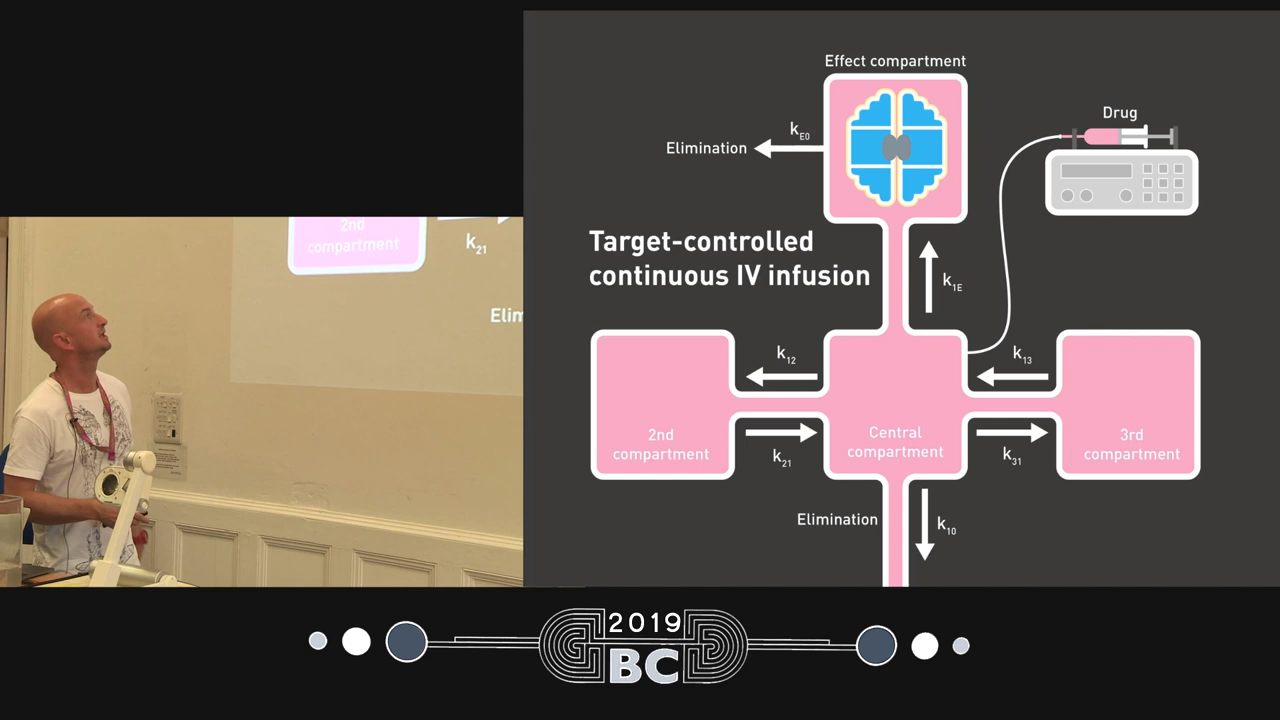 2nd
compartment
k21
Elim
Effect compartment
kE0
Elimination
Drug
Target-controlled
continuous IV infusion
k1E
k12
k13
2nd
compartment
Central
compartment
3rd
compartment
k21
k31
Elimination
k10
2019
BC